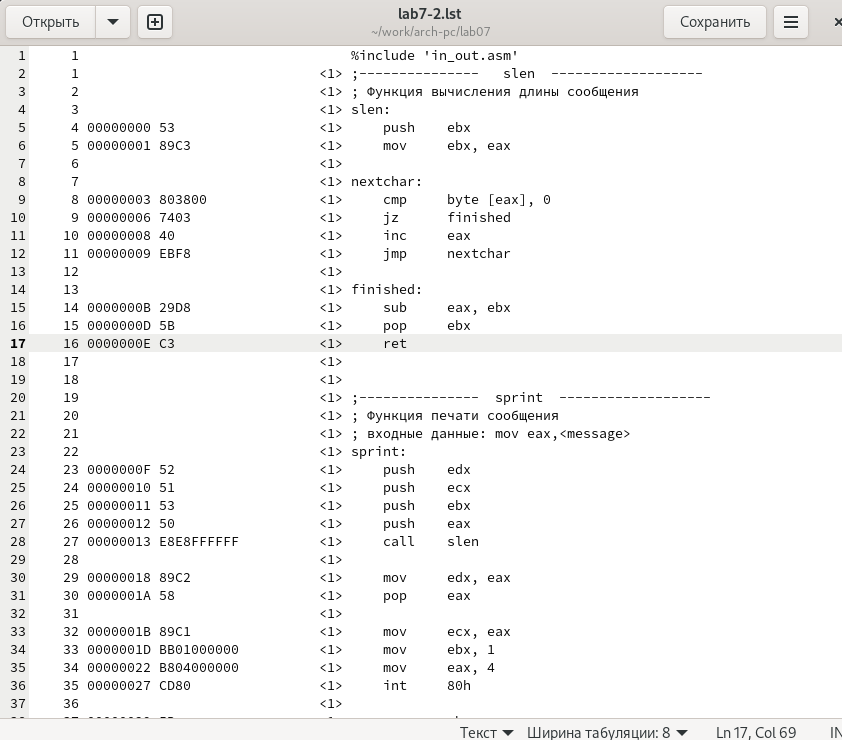 Открыть
lab7-2.lst
~/work/arch-pc/lab07
Сохранить
1 1 %include 'in_out.asm'
2 1 <1> ;--------------- slen -------------------
3 2 <1> ; Функция вычисления длины сообщения
4 3 <1> slen:
5 4 00000000 53 <1> push ebx
6 5 00000001 89C3 <1> mov ebx, eax
7 6 <1>
8 7 <1> nextchar:
9 8 00000003 803800 <1> cmp byte [eax], 0
10 9 00000006 7403 <1> jz finished
11 10 00000008 40 <1> inc eax
12 11 00000009 EBF8 <1> jmp nextchar
13 12 <1>
14 13 <1> finished:
15 14 0000000B 29D8 <1> sub eax, ebx
16 15 0000000D 5B <1> pop ebx
17 16 0000000E C3 <1> ret
18 17 <1>
19 18 <1>
20 19 <1> ;--------------- sprint -------------------
21 20 <1> ; Функция печати сообщения
22 21 <1> ; входные данные: mov eax,<message>
23 22 <1> sprint:
24 23 0000000F 52 <1> push edx
25 24 00000010 51 <1> push ecx
26 25 00000011 53 <1> push ebx
27 26 00000012 50 <1> push eax
28 27 00000013 E8E8FFFFFF <1> call slen
29 28 <1>
30 29 00000018 89C2 <1> mov edx, eax
31 30 0000001A 58 <1> pop eax
32 31 <1>
33 32 0000001B 89C1 <1> mov ecx, eax
34 33 0000001D BB01000000 <1> mov ebx, 1
35 34 00000022 B804000000 <1> mov eax, 4
36 35 00000027 CD80 <1> int 80h
37 36 <1>
Текст Ширина табуляции: 8 Ln 17, Col 69 IN